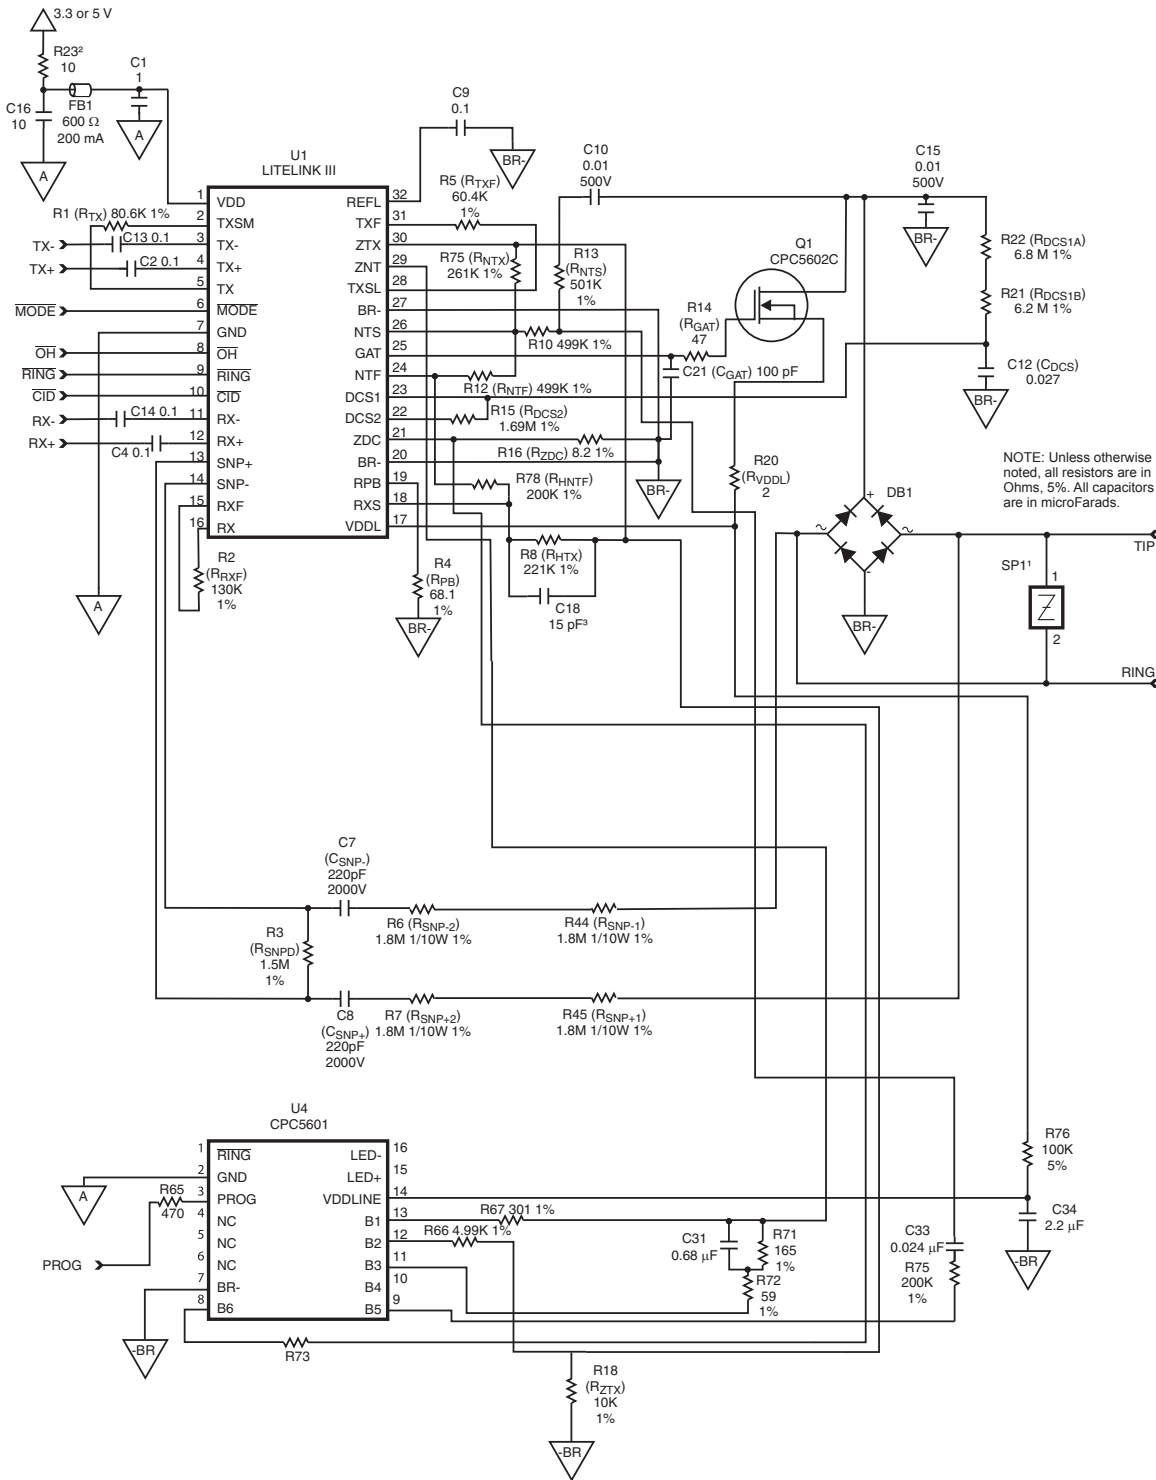 3.3 or 5 V
R23²
10
C1
1
C16
10
FB1
600 Ω
200 mA
A
A
C9
0.1
BR-
U1
LITELINK III
R5 (RTXF)
60.4K
1%
C10
0.01
500V
C15
0.01
500V
BR-
1 VDD
2 TXSM
3 TX-
4 TX+
5 TX
6 MODE
7 GND
8 OH
9 RING
10 CID
11 RX-
12 RX+
13 SNP+
14 SNP-
15 RXF
16 RX
REFL 32
TXF 31
ZTX 30
ZNT 29
TXSL 28
BR- 27
NTS 26
GAT 25
NTF 24
DCS1 23
DCS2 22
ZDC 21
BR- 20
RPB 19
RXS 18
VDDL 17
R1 (RTX) 80.6K 1%
TX-
C13 0.1
TX+
C2 0.1
MODE
OH
RING
CID
RX-
C14 0.1
RX+
C4 0.1
A
R2
(RRXF)
130K
1%
R75 (RNTX)
261K 1%
R13
(RNTS)
501K
1%
R10 499K 1%
R14
(RGAT)
47
Q1
CPC5602C
R22 (RDCS1A)
6.8 M 1%
R21 (RDCS1B)
6.2 M 1%
C12 (CDCS)
0.027
BR-
C21 (CGAT) 100 pF
R12 (RNTF) 499K 1%
R15 (RDCS2)
1.69M 1%
R16 (RZDC) 8.2 1%
R78 (RHNTF)
200K 1%
BR-
R20
(RVDDL)
2
NOTE: Unless otherwise
noted, all resistors are in
Ohms, 5%. All capacitors
are in microFarads.
R4
(RPB)
68.1
1%
BR-
R8 (RHTX)
221K 1%
C18
15 pF³
~
+
DB1
~
-
BR-
TIP
SP1¹
1
2
RING
C7
(CSNP-)
220pF
2000V
R6 (RSNP-2)
1.8M 1/10W 1%
R44 (RSNP-1)
1.8M 1/10W 1%
R3
(RSNPD)
1.5M
1%
C8
(CSNP+)
220pF
2000V
R7 (RSNP+2)
1.8M 1/10W 1%
R45 (RSNP+1)
1.8M 1/10W 1%
U4
CPC5601
1 RING
2 GND
3 PROG
4 NC
5 NC
6 NC
7 BR-
8 B6
LED- 16
LED+ 15
VDDLINE 14
B1 13
B2 12
B3 11
B4 10
B5 9
A
R65
470
PROG
-BR
R73
R67 301 1%
R66 4.99K 1%
C31
0.68 µF
R71
165
1%
R72
59
1%
C33
0.024 µF
R75
200K
1%
R76
100K
5%
C34
2.2 µF
-BR
R18
(RZTX)
10K
1%
-BR